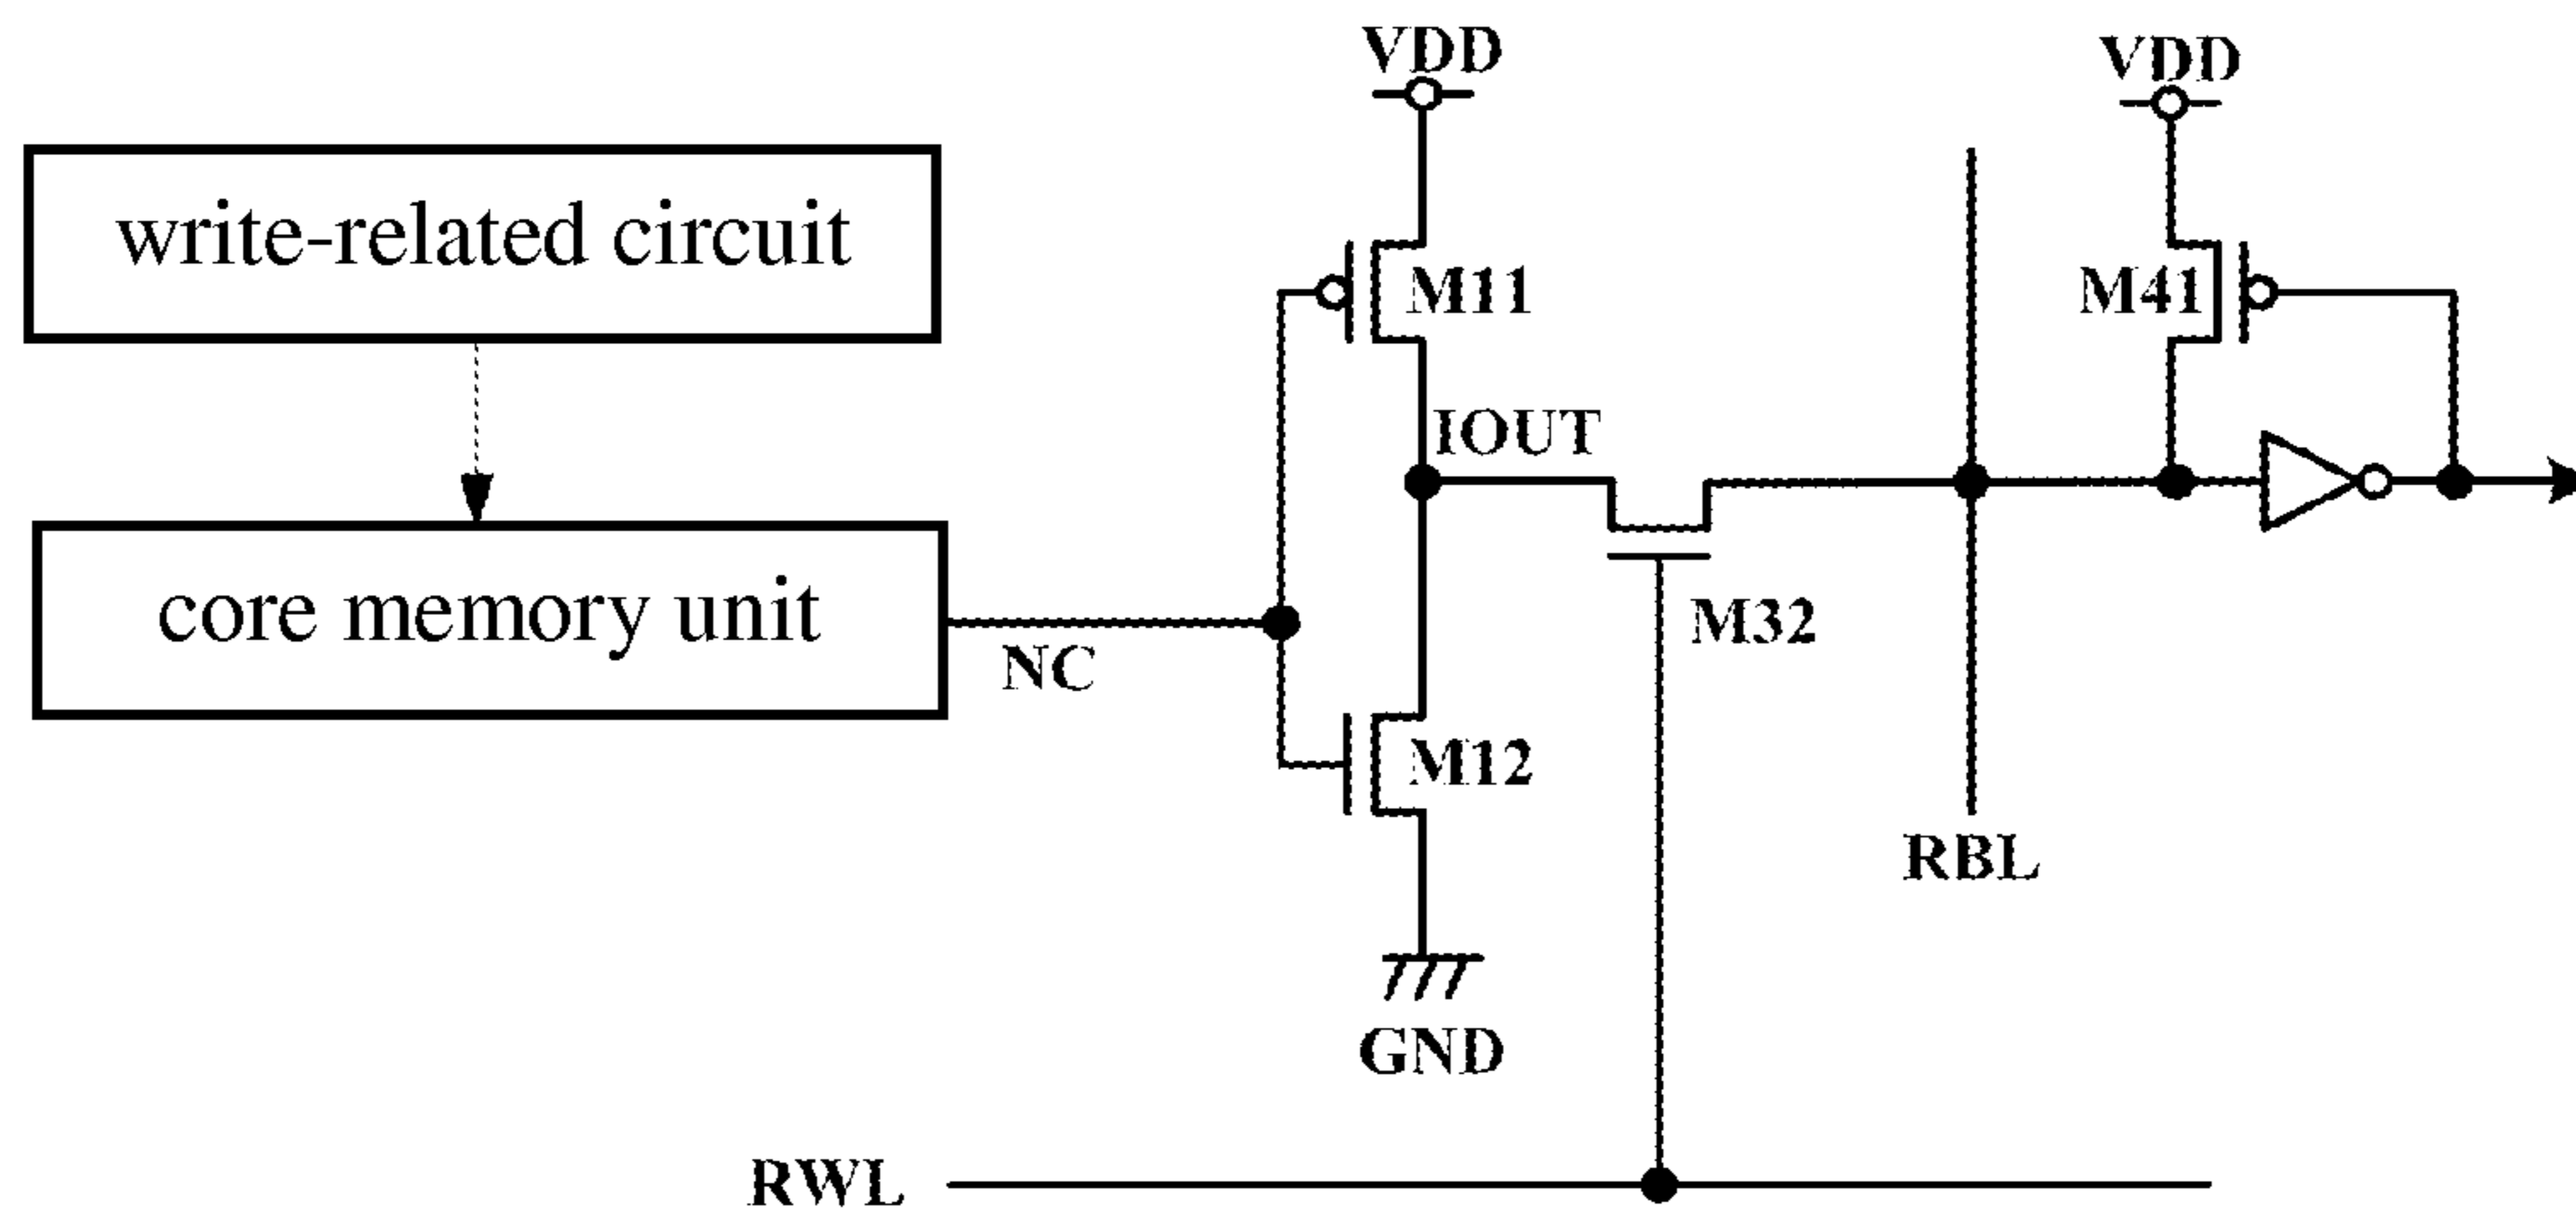 VDD
VDD
write-related circuit
M11
M41
IOUT
core memory unit
NC
M32
M12
RBL
GND
RWL